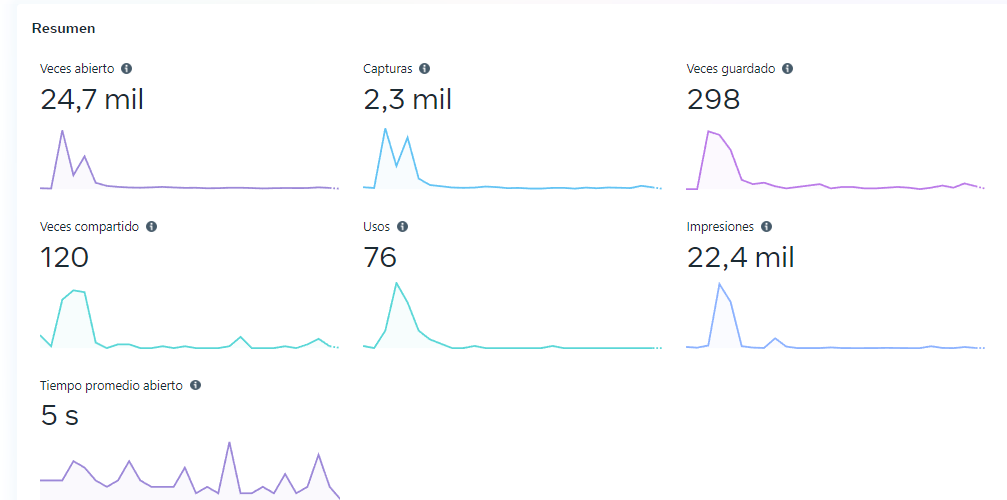 Resumen
Veces abierto
24,7 mil
Capturas
2,3 mil
Veces guardado
298
Veces compartido
120
Usos
76
Impresiones
22,4 mil
Tiempo promedio abierto
5 s